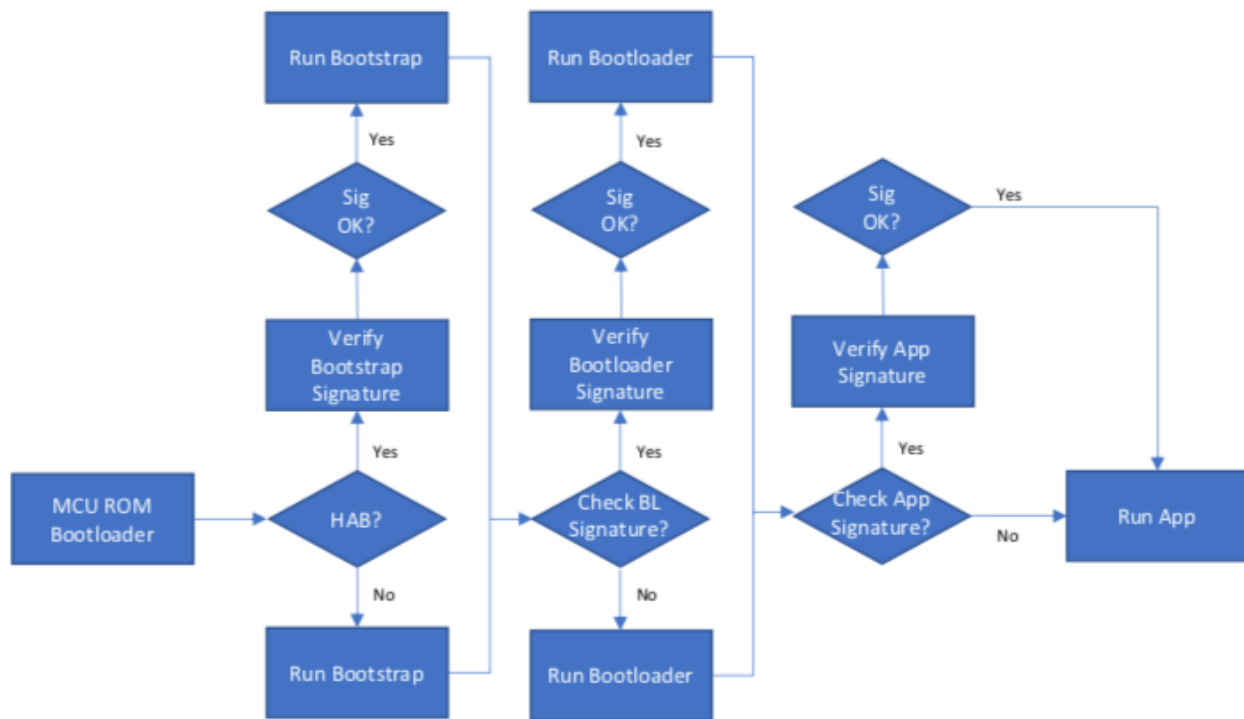 Run Bootstrap
Run Bootloader
Yes
Yes
Sig
OK?
Sig
OK?
Sig
OK?
Yes
Verify
Bootstrap
Signature
Verify
Bootloader
Signature
Verify App
Signature
Yes
Yes
Yes
MCU ROM
Bootloader
HAB?
Check BL
Signature?
Check App
Signature?
Run App
No
No
No
Run Bootstrap
Run Bootloader